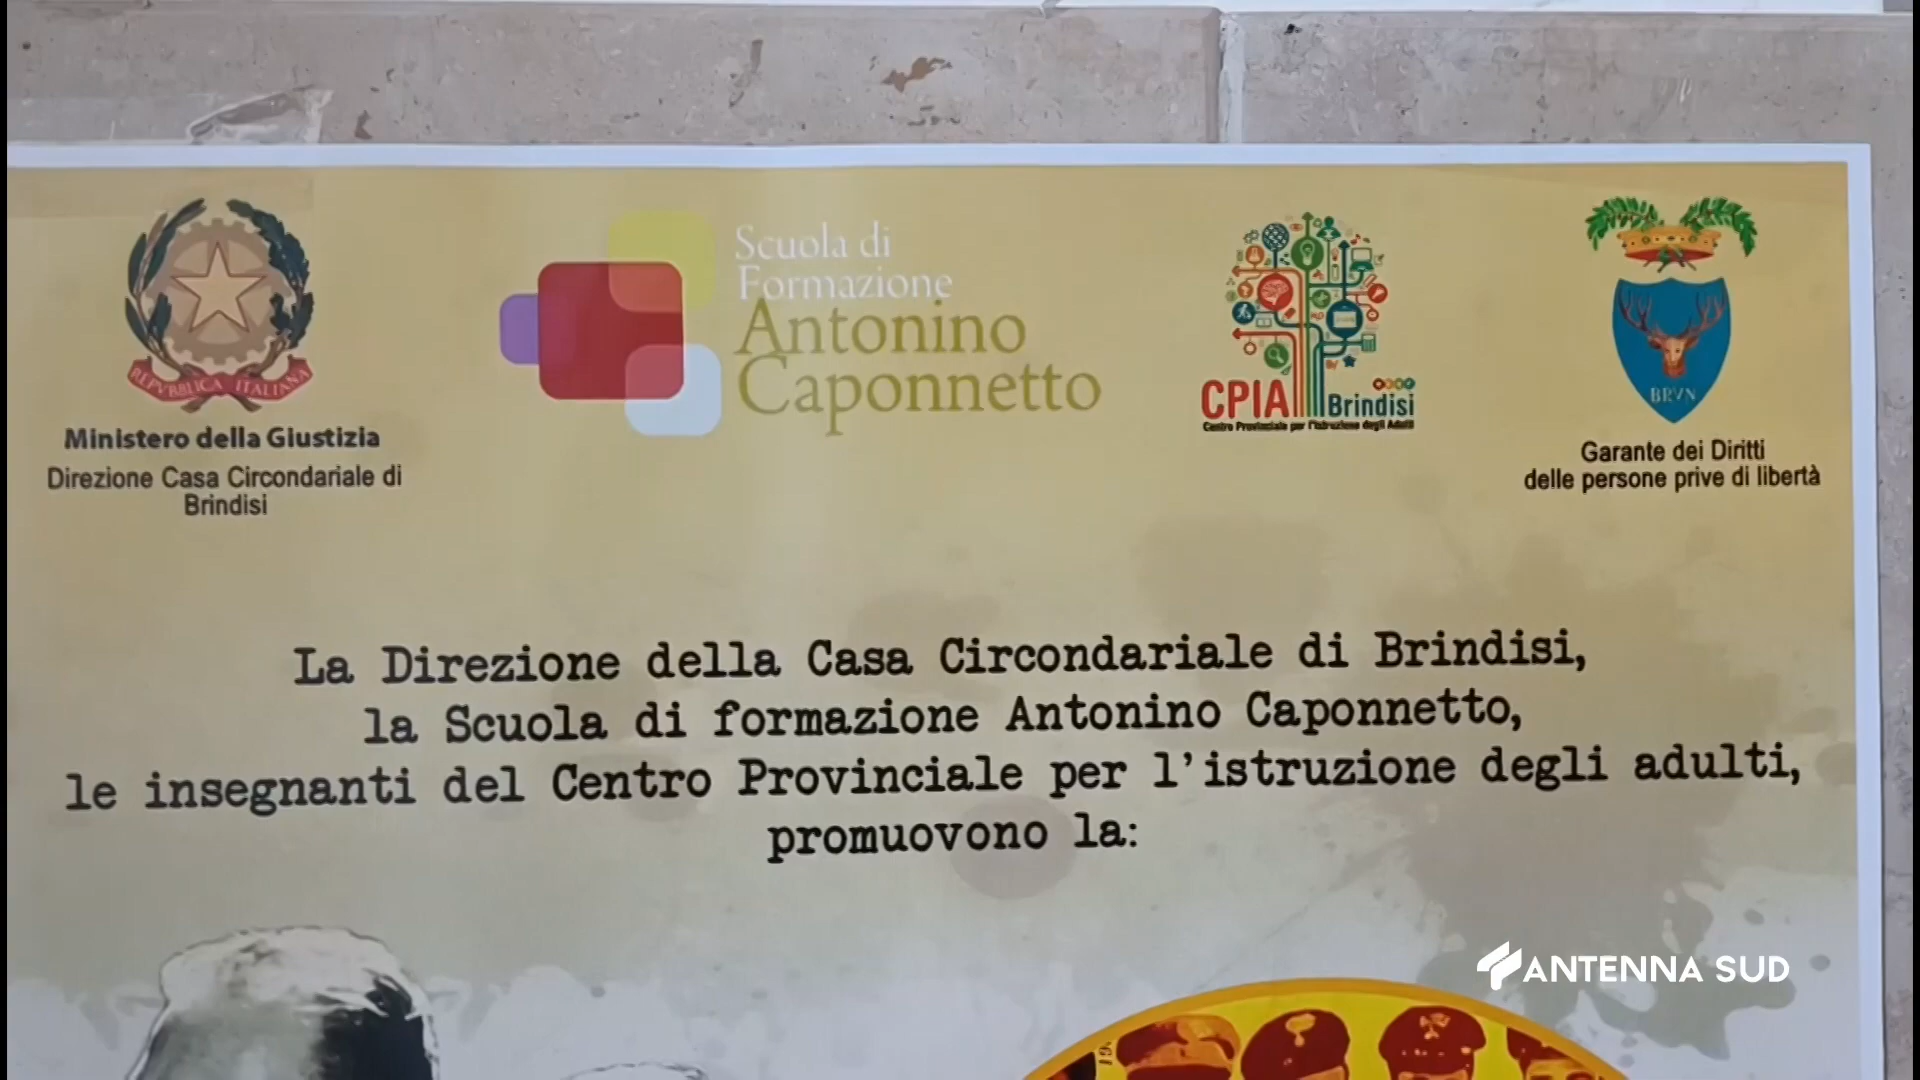 REPVBBLICA ITALIANA
Ministero della Giustizia
Direzione Casa Circondariale di
Brindisi
Scuola di
Formazione
Antonino
Caponnetto
CPIA Brindisi
Centro Provinciale per l'Istruzione degli Adulti
BRVN
Garante dei Diritti
delle persone prive di libertà
La Direzione della Casa Circondariale di Brindisi,
la Scuola di formazione Antonino Caponnetto,
le insegnanti del Centro Provinciale per l'istruzione degli adulti,
promuovono la:
ANTENNA SUD